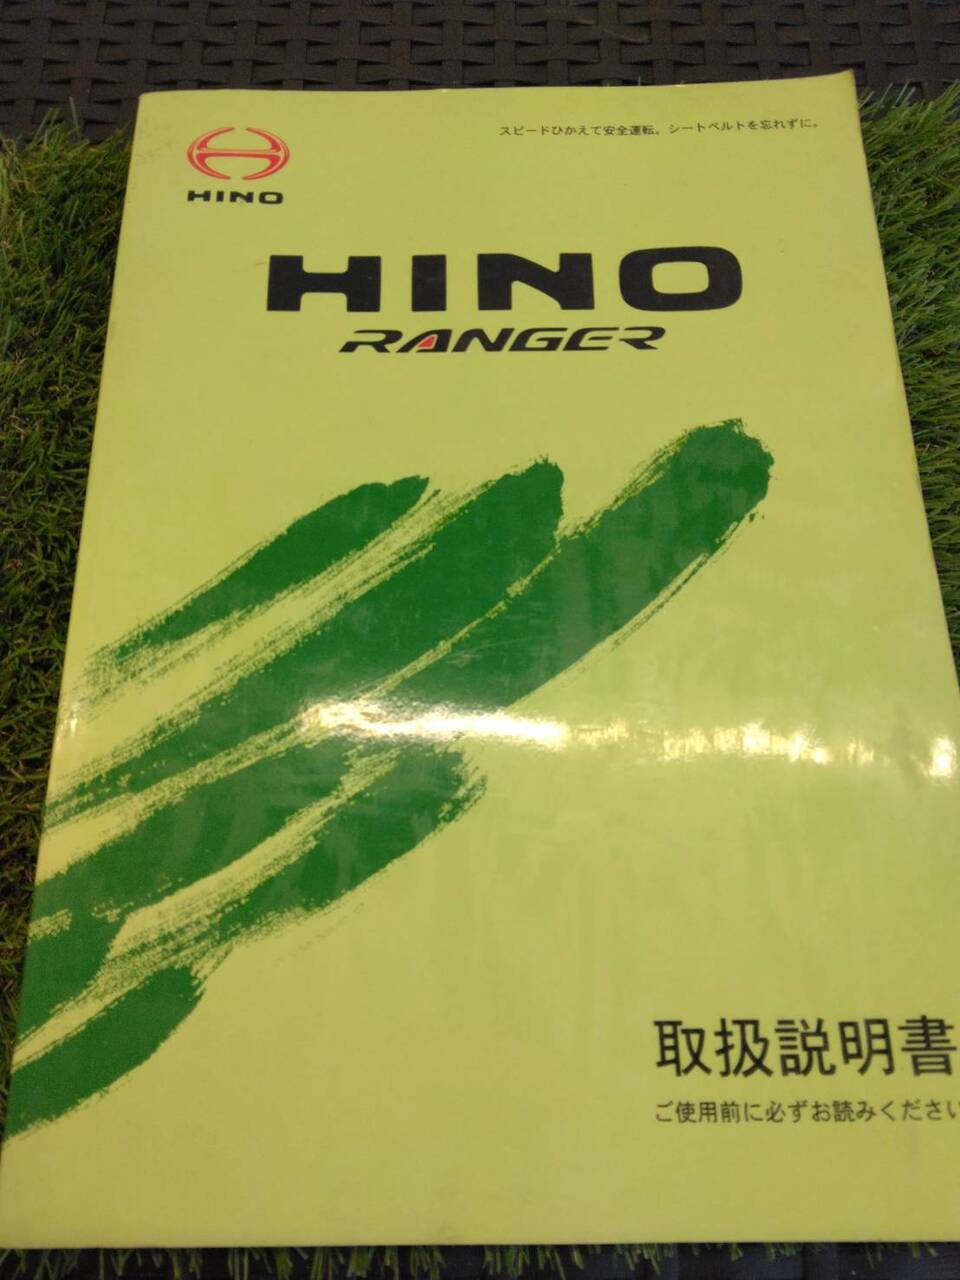 スピードひかえて安全運転。シートベルトを忘れずに。
HINO
HINO
RANGER
取扱説明書
ご使用前に必ずお読みください